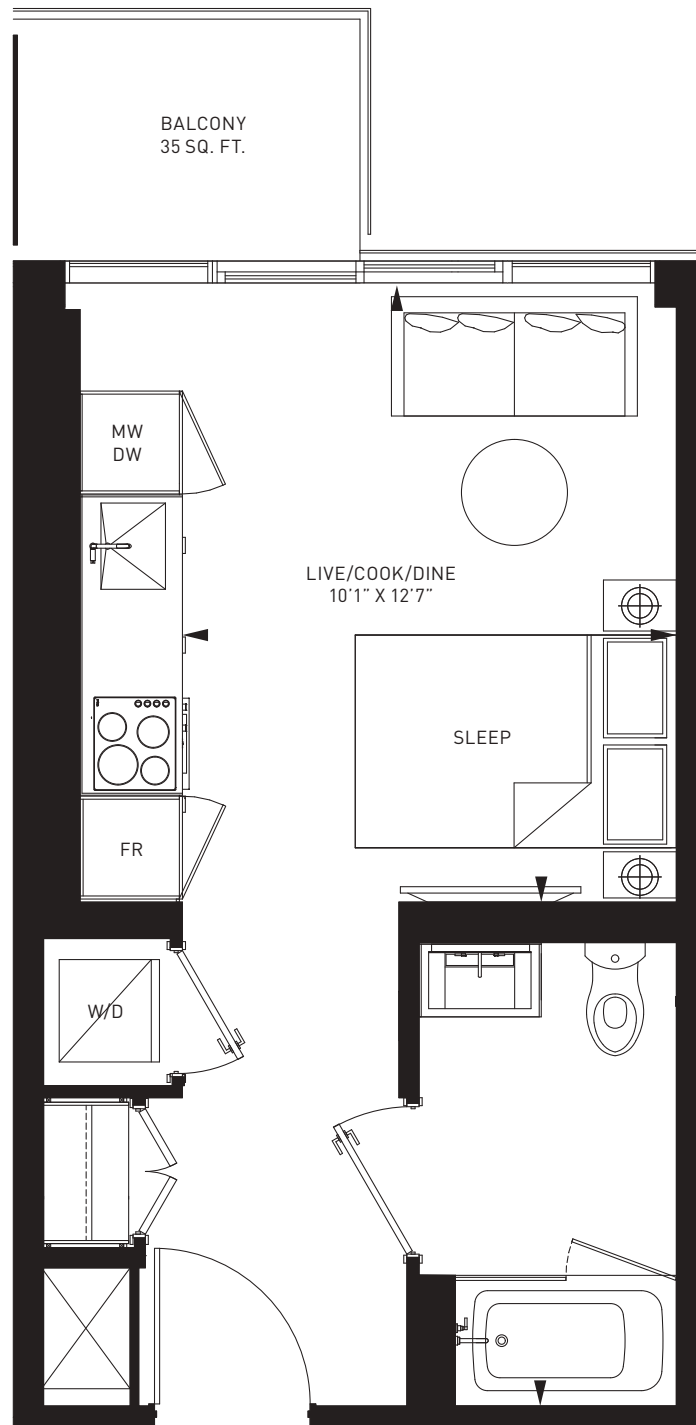 BALCONY
35 SQ. FT.
MW
DW
LIVE/COOK/DINE
10'1" X 12'7"
SLEEP
FR
W/D